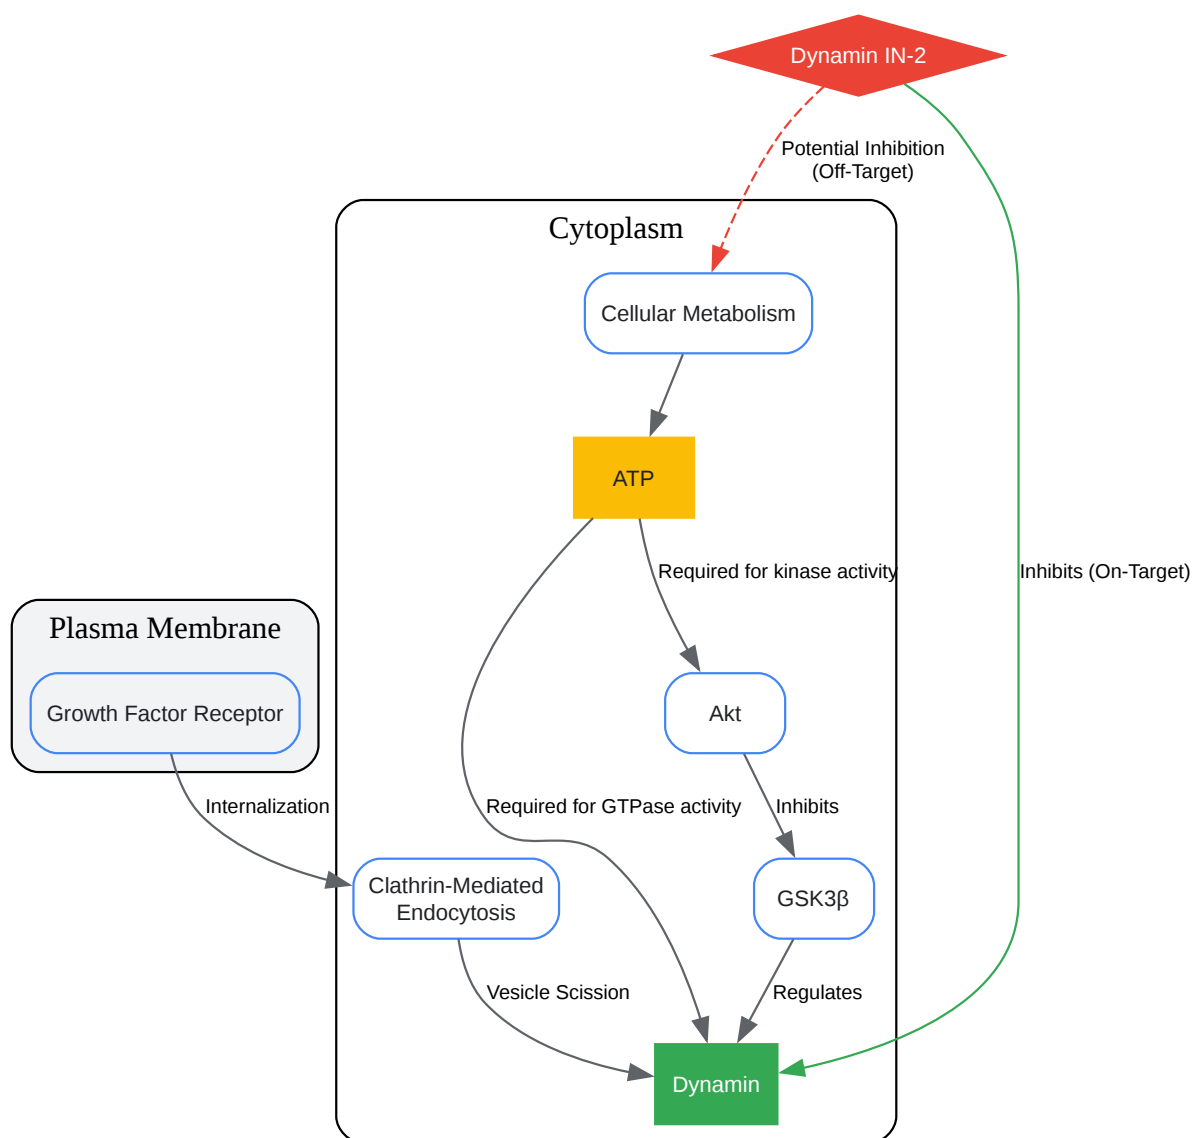 Dynamin IN-2
Potential Inhibition
(Off-Target)
Cytoplasm
Cellular Metabolism
ATP
Required for kinase activity
Inhibits (On-Target)
Plasma Membrane
Growth Factor Receptor
Akt
Internalization
Required for GTPase activity
Inhibits
Clathrin-Mediated
Endocytosis
GSK3β
Vesicle Scission
Regulates
Dynamin